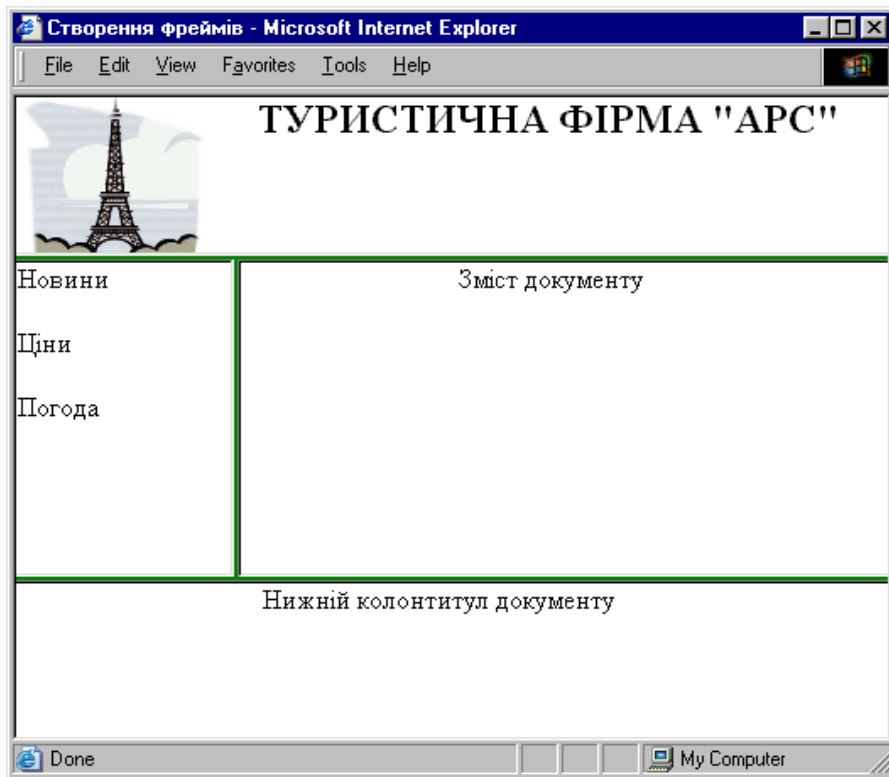 Створення фреймів - Microsoft Internet Explorer
File Edit View Favorites Tools Help
ТУРИСТИЧНА ФІРМА "АРС"
Новини
Зміст документу
Ціни
Погода
Нижній колонтитул документу
Done
My Computer